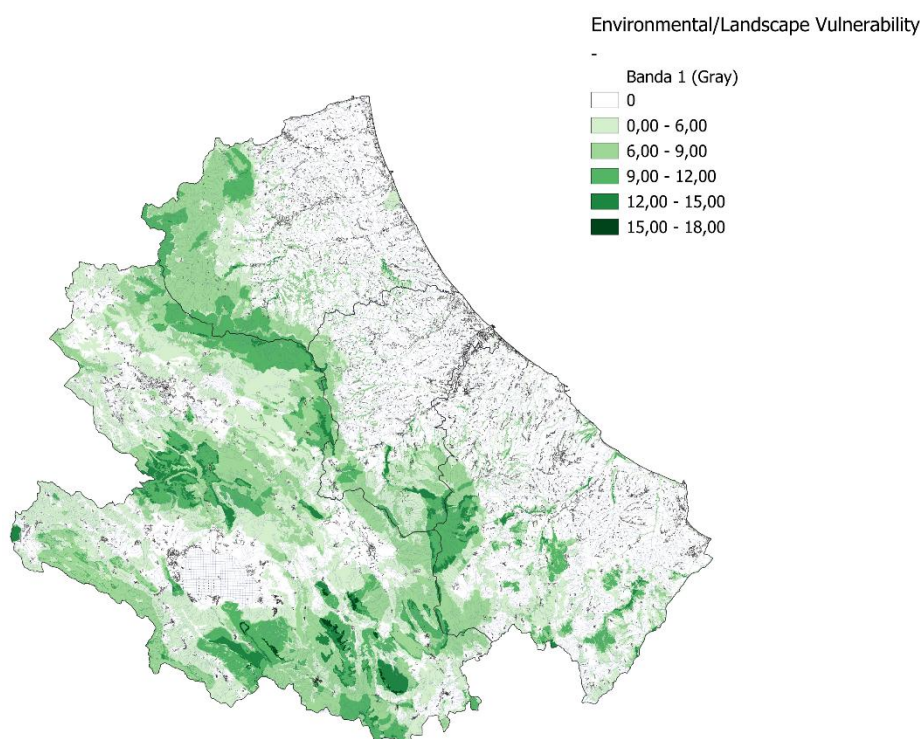 Environmental/Landscape Vulnerability
-
Banda 1 (Gray)
0
0,00 - 6,00
6,00 - 9,00
9,00 - 12,00
12,00 - 15,00
15,00 - 18,00